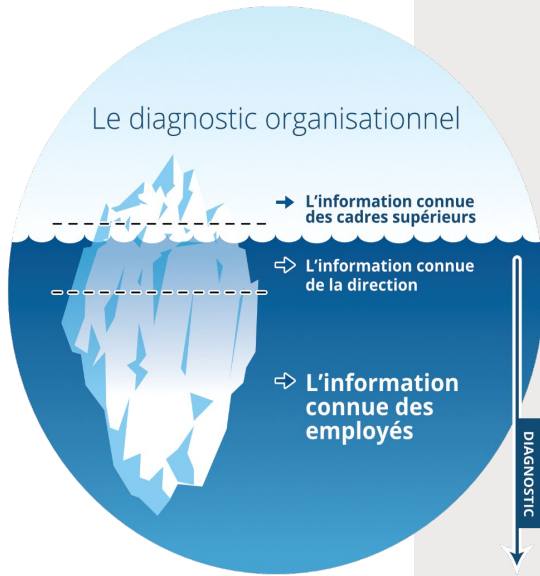 Le diagnostic organisationnel
L’information connue
des cadres supérieurs
L’information connue
de la direction
L’information
connue des
employés
DIAGNOSTIC